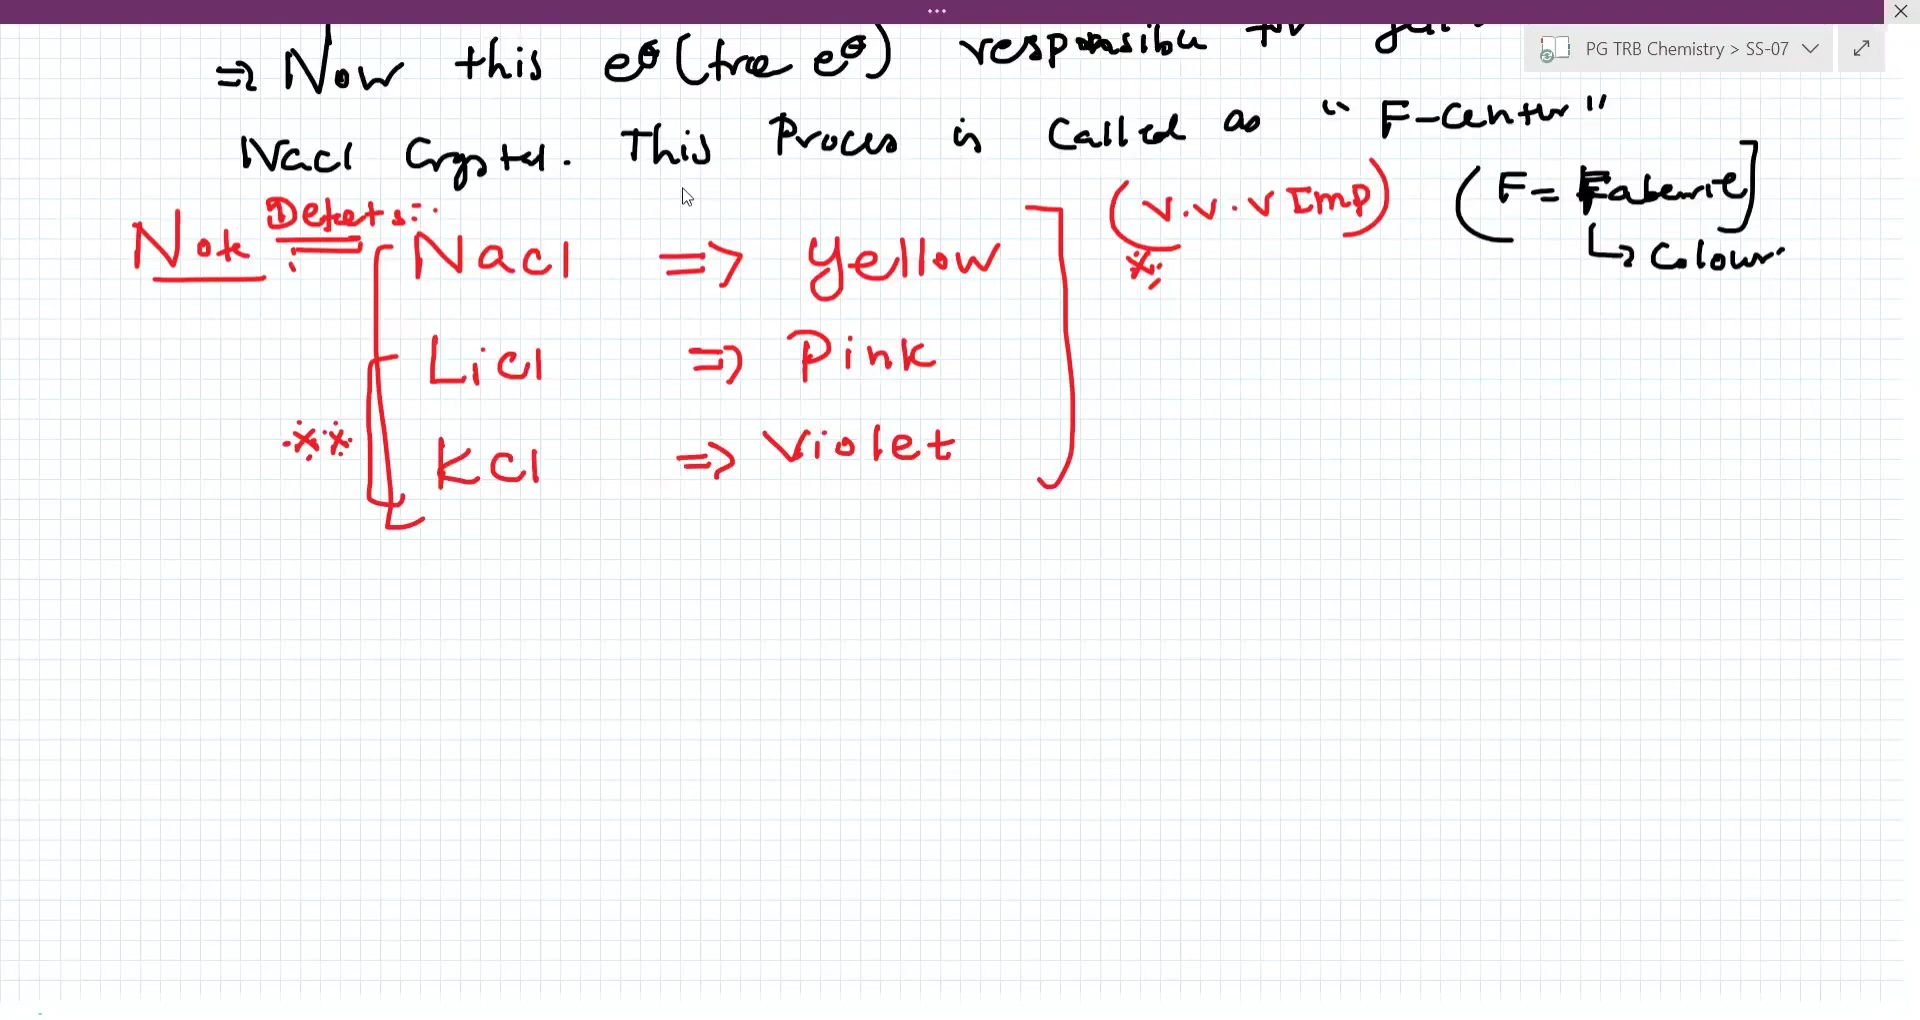 PG TRB Chemistry > SS-07
⇒ Now this e⊖ (free e⊖) responsible for
NaCl Crystal. This Process is Called as "F-Center"
(F = Faberite]
↳ Colour
Note Defects:
NaCl ⇒ Yellow (V.V.V Imp)
LiCl ⇒ Pink
** KCl ⇒ Violet